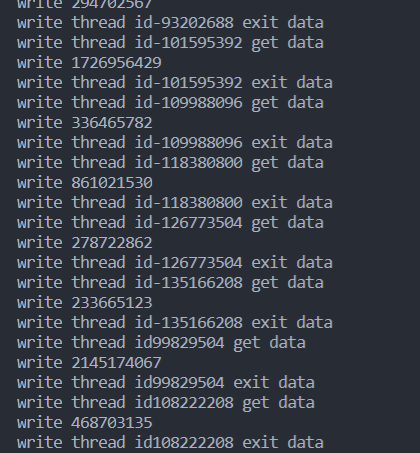 write 294702567
write thread id-93202688 exit data
write thread id-101595392 get data
write 1726956429
write thread id-101595392 exit data
write thread id-109988096 get data
write 336465782
write thread id-109988096 exit data
write thread id-118380800 get data
write 861021530
write thread id-118380800 exit data
write thread id-126773504 get data
write 278722862
write thread id-126773504 exit data
write thread id-135166208 get data
write 233665123
write thread id-135166208 exit data
write thread id99829504 get data
write 2145174067
write thread id99829504 exit data
write thread id108222208 get data
write 468703135
write thread id108222208 exit data